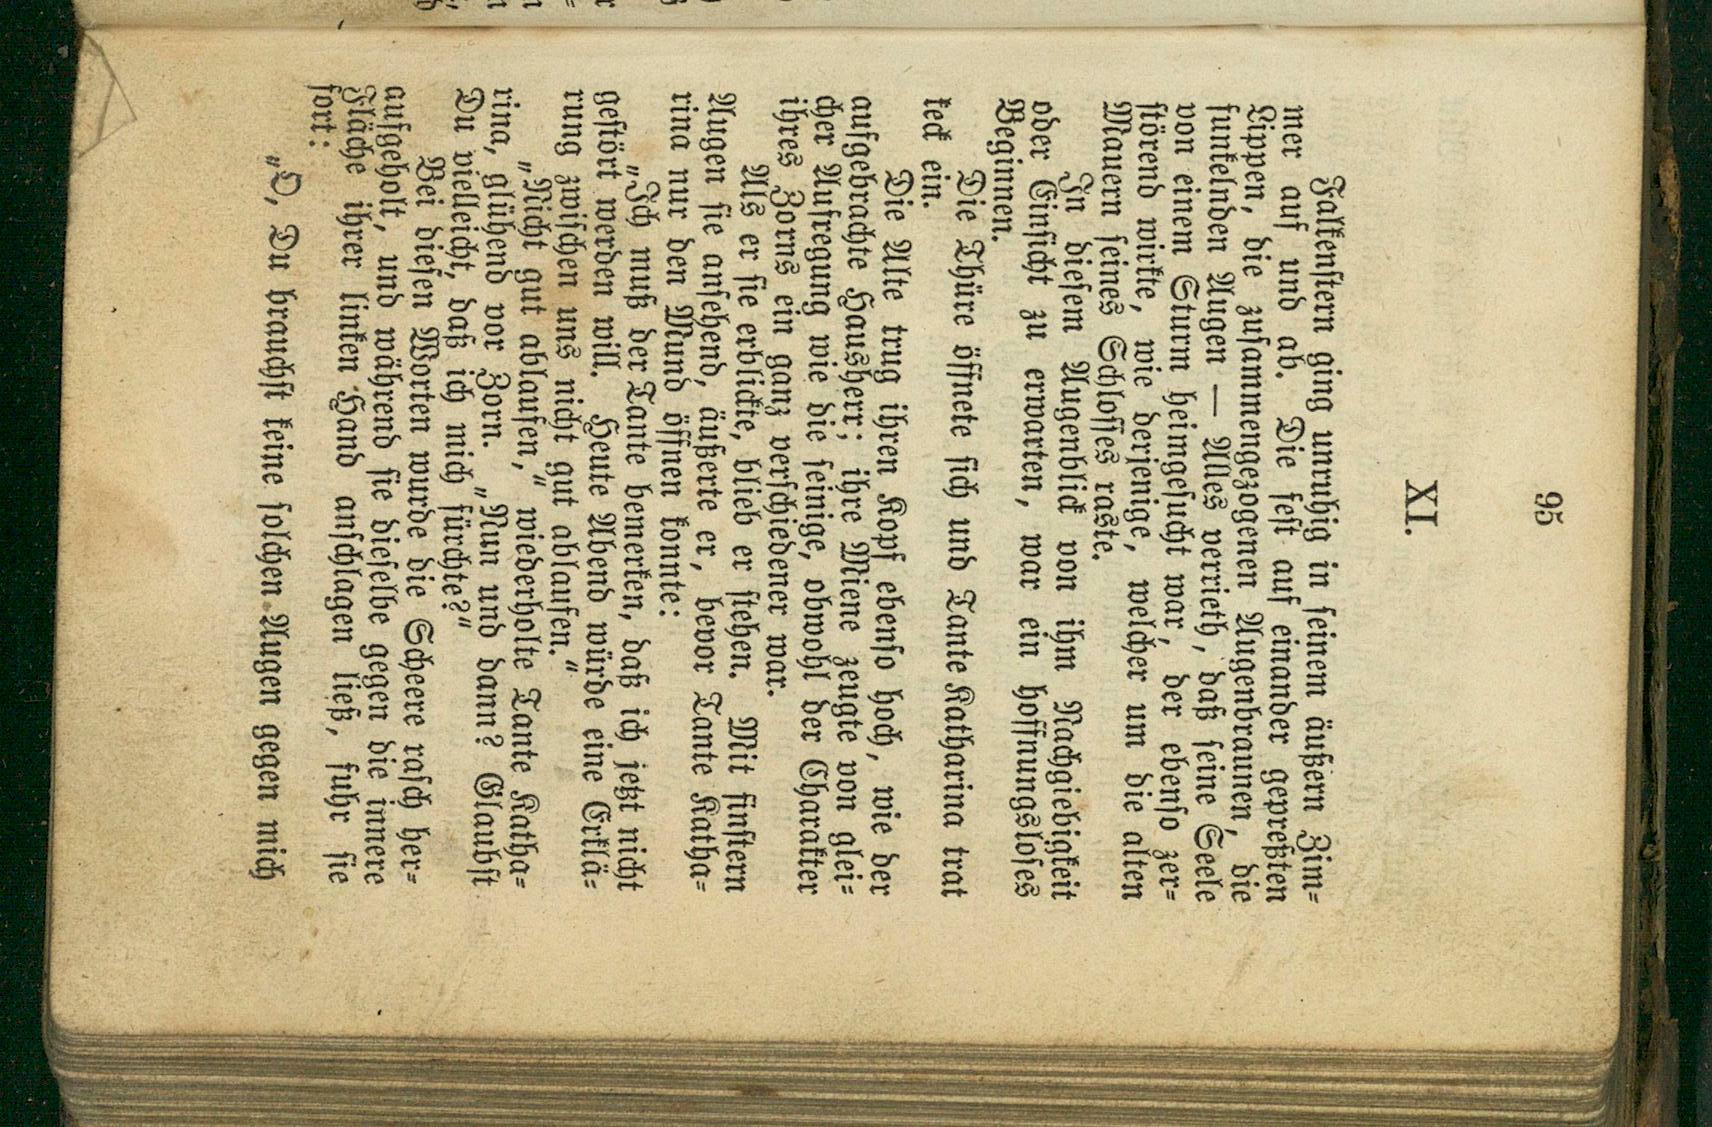 95
XI.
Falkenstern ging unruhig in seinem äußern Zim-
mer auf und ab. Die fest auf einander gepreßten
Lippen, die zusammengezogenen Augenbraunen, die
funkelnden Augen — Alles verrieth, daß seine Seele
von einem Sturm heimgesucht war, der ebenso zer-
störend wirkte, wie derjenige, welcher um die alten
Mauern seines Schlosses raste.
In diesem Augenblick von ihm Nachgiebigkeit
oder Einsicht zu erwarten, war ein hoffnungsloses
Beginnen.
Die Thüre öffnete sich und Tante Katharina trat
keck ein.
Die Alte trug ihren Kopf ebenso hoch, wie der
aufgebrachte Hausherr; ihre Miene zeugte von glei-
cher Aufregung wie die seinige, obwohl der Charakter
ihres Zorns ein ganz verschiedener war.
Als er sie erblickte, blieb er stehen. Mit finstern
Augen sie ansehend, äußerte er, bevor Tante Katha-
rina nur den Mund öffnen konnte:
„Ich muß der Tante bemerken, daß ich jetzt nicht
gestört werden will. Heute Abend würde eine Erklä-
rung zwischen uns nicht gut ablaufen.“
„Nicht gut ablaufen,“ wiederholte Tante Katha-
rina, glühend vor Zorn. „Nun und dann? Glaubst
Du vielleicht, daß ich mich fürchte?“
Bei diesen Worten wurde die Scheere rasch her-
aufgeholt, und während sie dieselbe gegen die innere
Fläche ihrer linken Hand anschlagen ließ, fuhr sie
fort:
„O, Du brauchst keine solchen Augen gegen mich